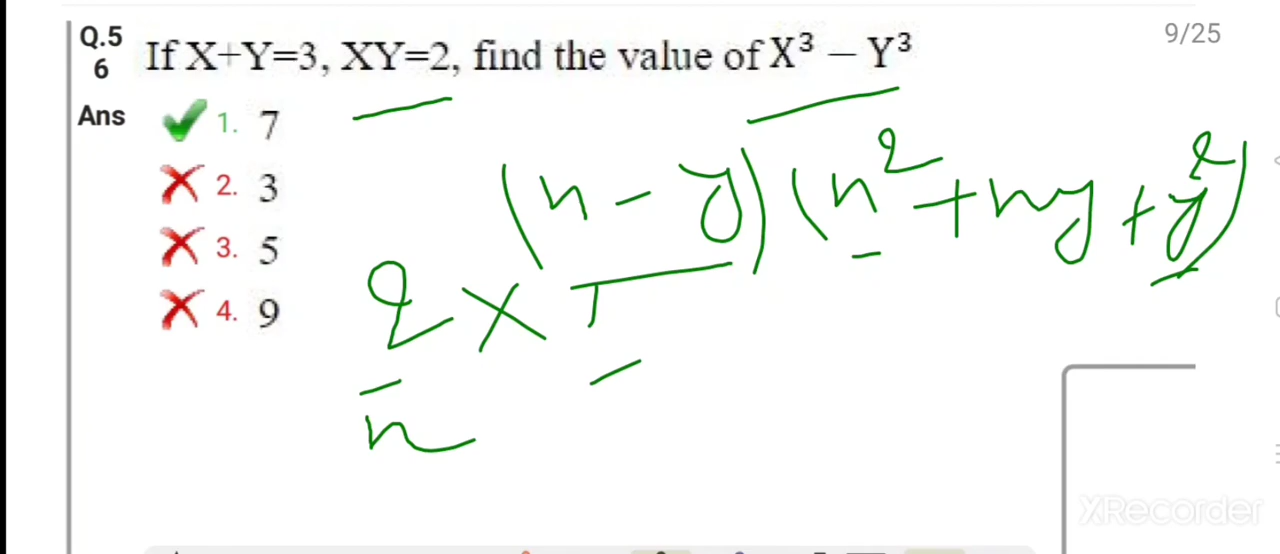 9/25
Q.5
6 If X+Y=3, XY=2, find the value of X³ – Y³
Ans 1. 7
2. 3
3. 5
4. 9
(x - y) (x² + xy + y²)
2 × 1
x
XRecorder